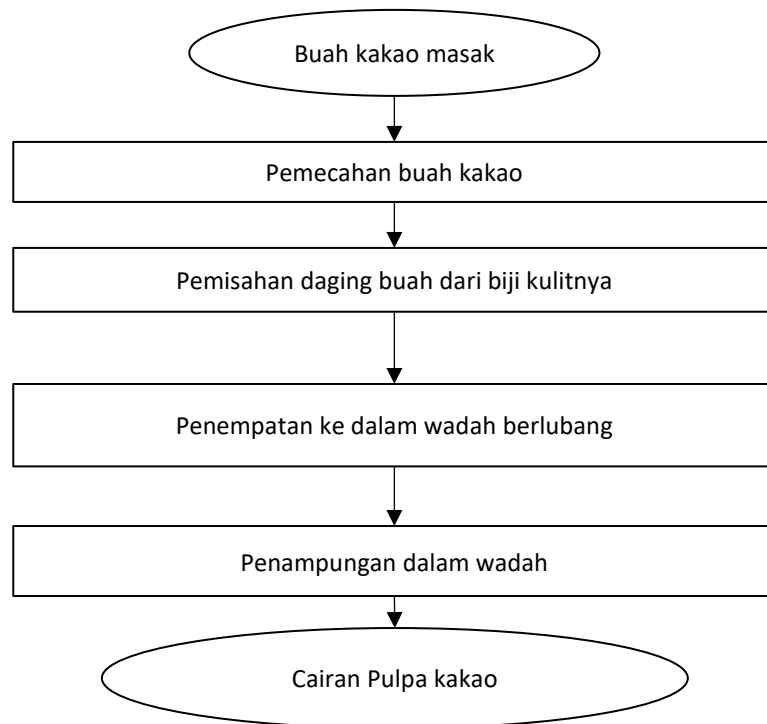 Buah kakao masak
Pemecahan buah kakao
Pemisahan daging buah dari biji kulitnya
Penempatan ke dalam wadah berlubang
Penampungan dalam wadah
Cairan Pulpa kakao